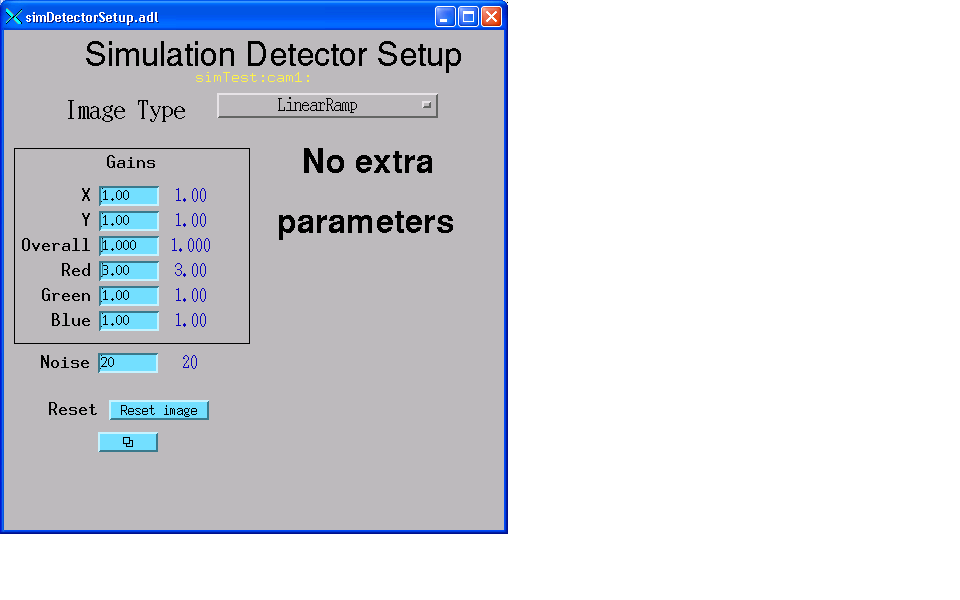 simDetectorSetup.adl
Simulation Detector Setup
simTest:cam1:
Image Type LinearRamp
No extra
parameters
Gains
X 1.00 1.00
Y 1.00 1.00
Overall 1.000 1.000
Red 3.00 3.00
Green 1.00 1.00
Blue 1.00 1.00
Noise 20 20
Reset Reset image